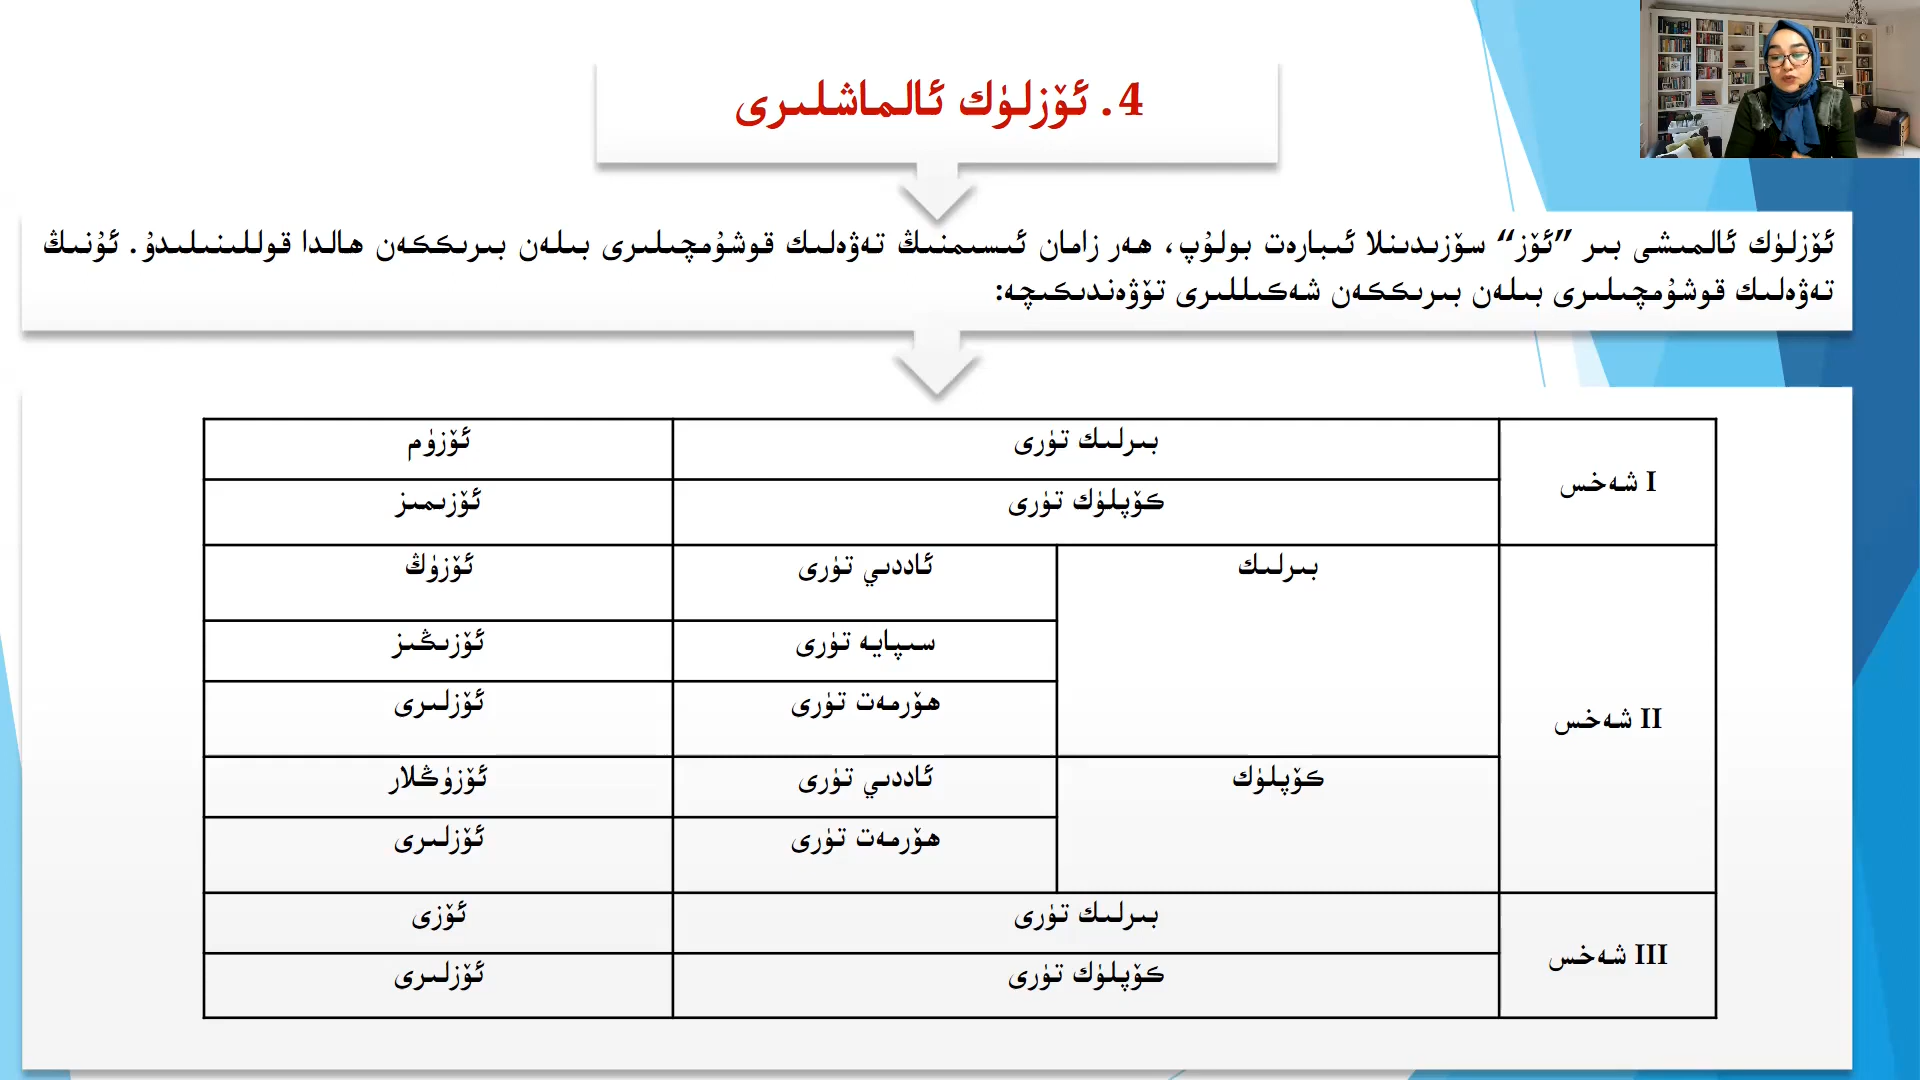 4. ئۆزلۈك ئالماشلىرى
ئۆزلۈك ئالمىشى بىر ”ئۆز“ سۆزىدىنلا ئىبارەت بولۇپ، ھەر زامان ئىسىمنىڭ تەۋەلىك قوشۇمچىلىرى بىلەن بىرىككەن ھالدا قوللىنىلىدۇ. ئۇنىڭ
تەۋەلىك قوشۇمچىلىرى بىلەن بىرىككەن شەكىللىرى تۆۋەندىكىچە:
I شەخس
بىرلىك تۈرى
ئۆزۈم
كۆپلۈك تۈرى
ئۆزىمىز
II شەخس
بىرلىك
ئاددىي تۈرى
ئۆزۈڭ
سىپايە تۈرى
ئۆزىڭىز
ھۆرمەت تۈرى
ئۆزلىرى
كۆپلۈك
ئاددىي تۈرى
ئۆزۈڭلار
ھۆرمەت تۈرى
ئۆزلىرى
III شەخس
بىرلىك تۈرى
ئۆزى
كۆپلۈك تۈرى
ئۆزلىرى